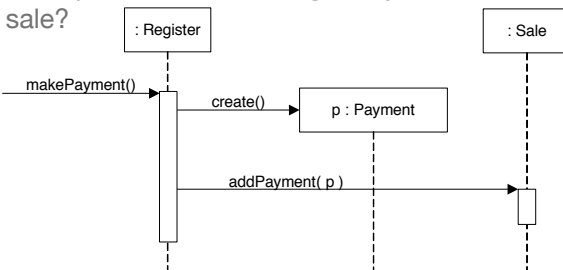 sale?
: Register
: Sale
makePayment()
create()
p : Payment
addPayment( p )